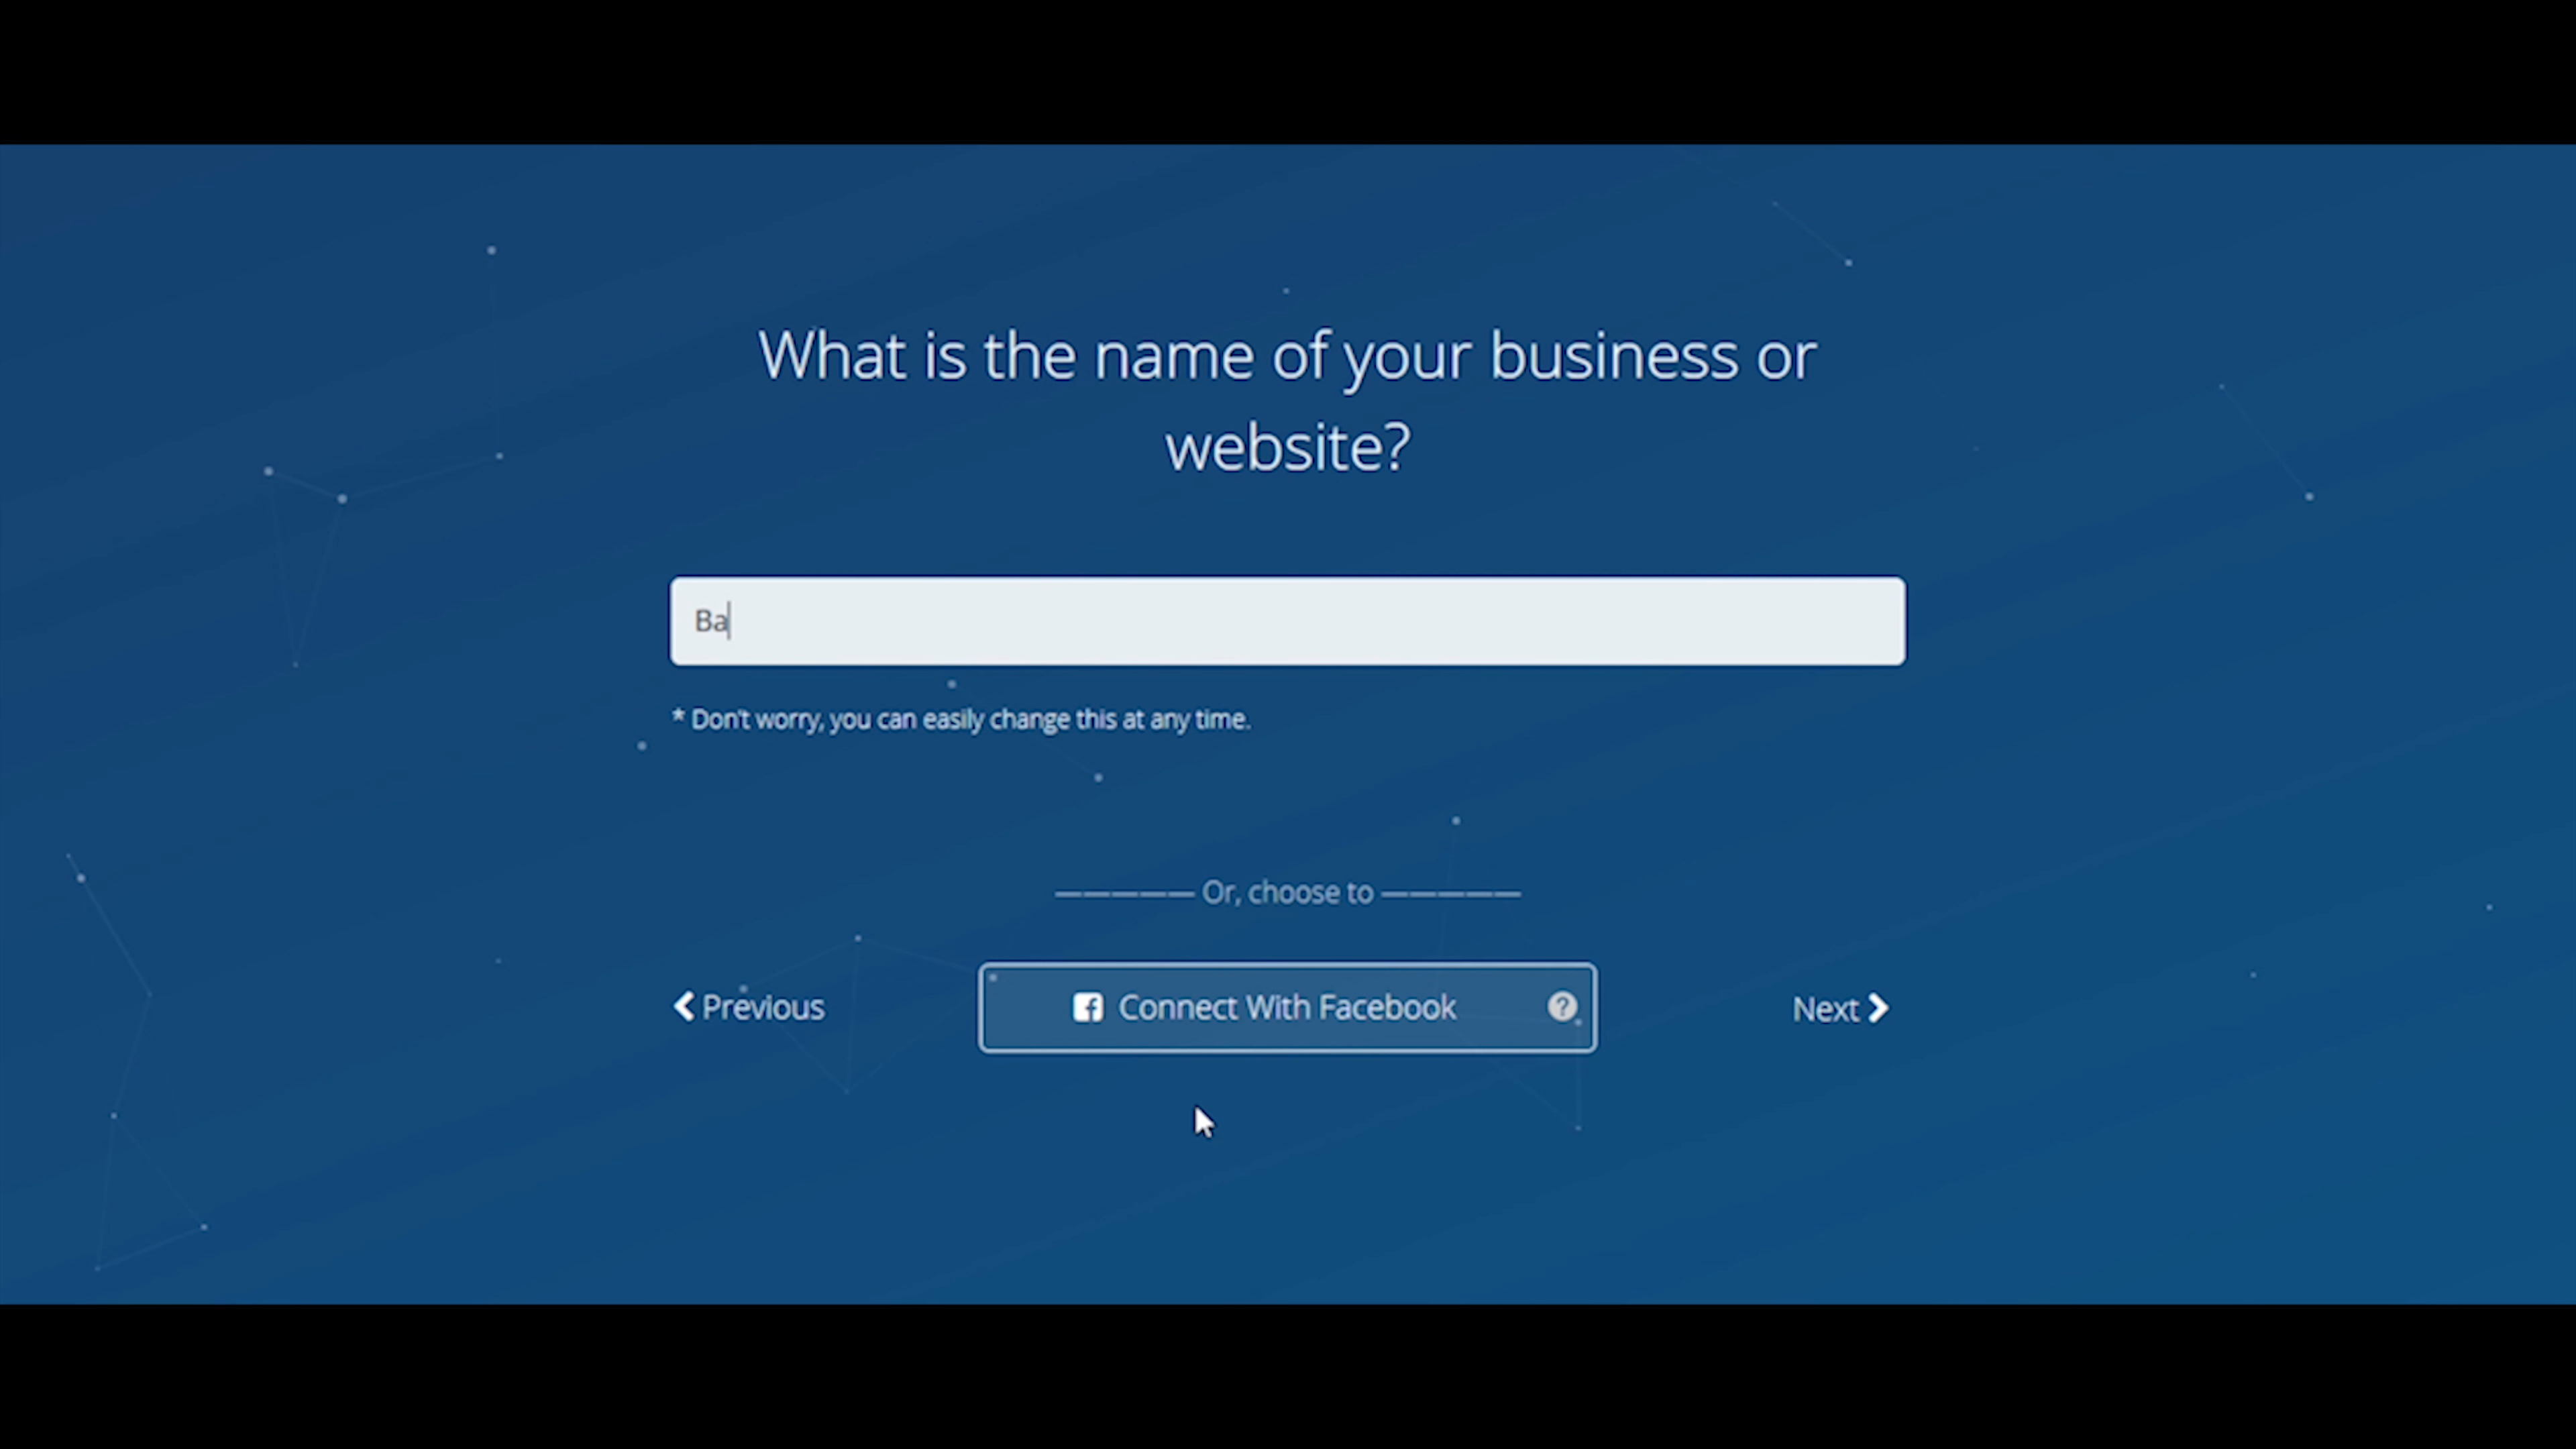 What is the name of your business or
website?
Ba
* Don't worry, you can easily change this at any time.
————— Or, choose to —————
Previous
Connect With Facebook ?
Next